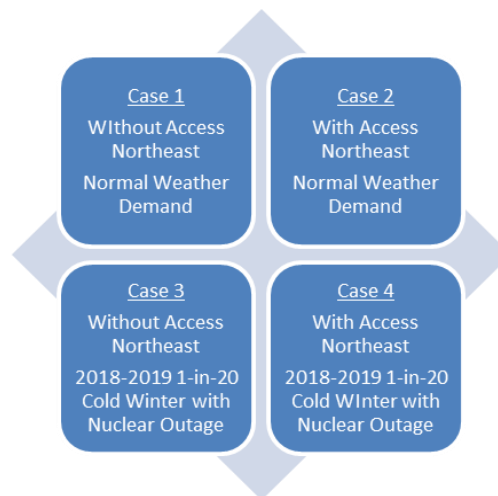 Case 1
WIthout Access
Northeast
Normal Weather
Demand
Case 2
With Access
Northeast
Normal Weather
Demand
Case 3
Without Access
Northeast
2018-2019 1-in-20
Cold Winter with
Nuclear Outage
Case 4
With Access
Northeast
2018-2019 1-in-20
Cold WInter with
Nuclear Outage